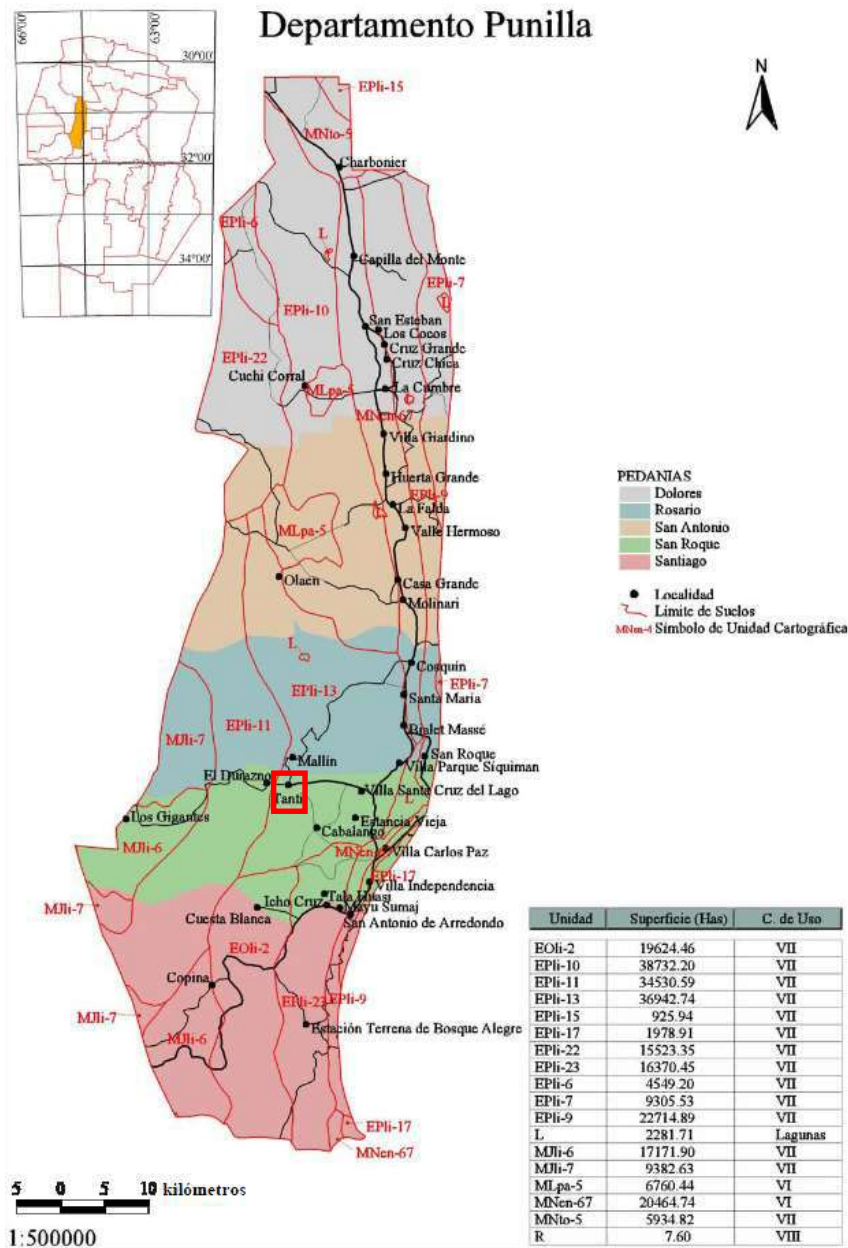 Departamento Punilla
66°00'
63°00'
30°00'
32°00'
34°00'
N
EPli-15
MNto-5
Charbonier
EPli-6
L
Capilla del Monte
EPli-7
L
EPli-10
San Esteban
Los Cocos
Cruz Grande
Cruz Chica
EPli-22
Cuchi Corral
MLpa-5
La Cumbre
MNen-67
Villa Giardino
Huerta Grande
EPli-9
La Falda
L
MLpa-5
Valle Hermoso
Olaen
Casa Grande
Molinari
L
Cosquín
EPli-13
EPli-7
Santa Maria
EPli-11
MJli-7
Bialet Massé
Mallín
San Roque
Villa Parque Siquiman
El Durazno
Tanti
Villa Santa Cruz del Lago
L
Los Gigantes
Estancia Vieja
Cabalango
MJli-6
MNen-67
Villa Carlos Paz
EPli-17
Villa Independencia
MJli-7
Icho Cruz
Tala Huasi
Mayu Sumaj
Cuesta Blanca
San Antonio de Arredondo
EOli-2
Copina
EPli-23
EPli-9
MJli-7
Estación Terrena de Bosque Alegre
MJli-6
EPli-17
MNen-67
PEDANIAS
Dolores
Rosario
San Antonio
San Roque
Santiago
Localidad
Límite de Suelos
MNen-4 Símbolo de Unidad Cartográfica
Unidad Superficie (Has) C. de Uso
EOli-2 19624.46 VII
EPli-10 38732.20 VII
EPli-11 34530.59 VII
EPli-13 36942.74 VII
EPli-15 925.94 VII
EPli-17 1978.91 VII
EPli-22 15523.35 VII
EPli-23 16370.45 VII
EPli-6 4549.20 VII
EPli-7 9305.53 VII
EPli-9 22714.89 VII
L 2281.71 Lagunas
MJli-6 17171.90 VII
MJli-7 9382.63 VII
MLpa-5 6760.44 VI
MNen-67 20464.74 VI
MNto-5 5934.82 VII
R 7.60 VIII
5 0 5 10 kilómetros
1:500000